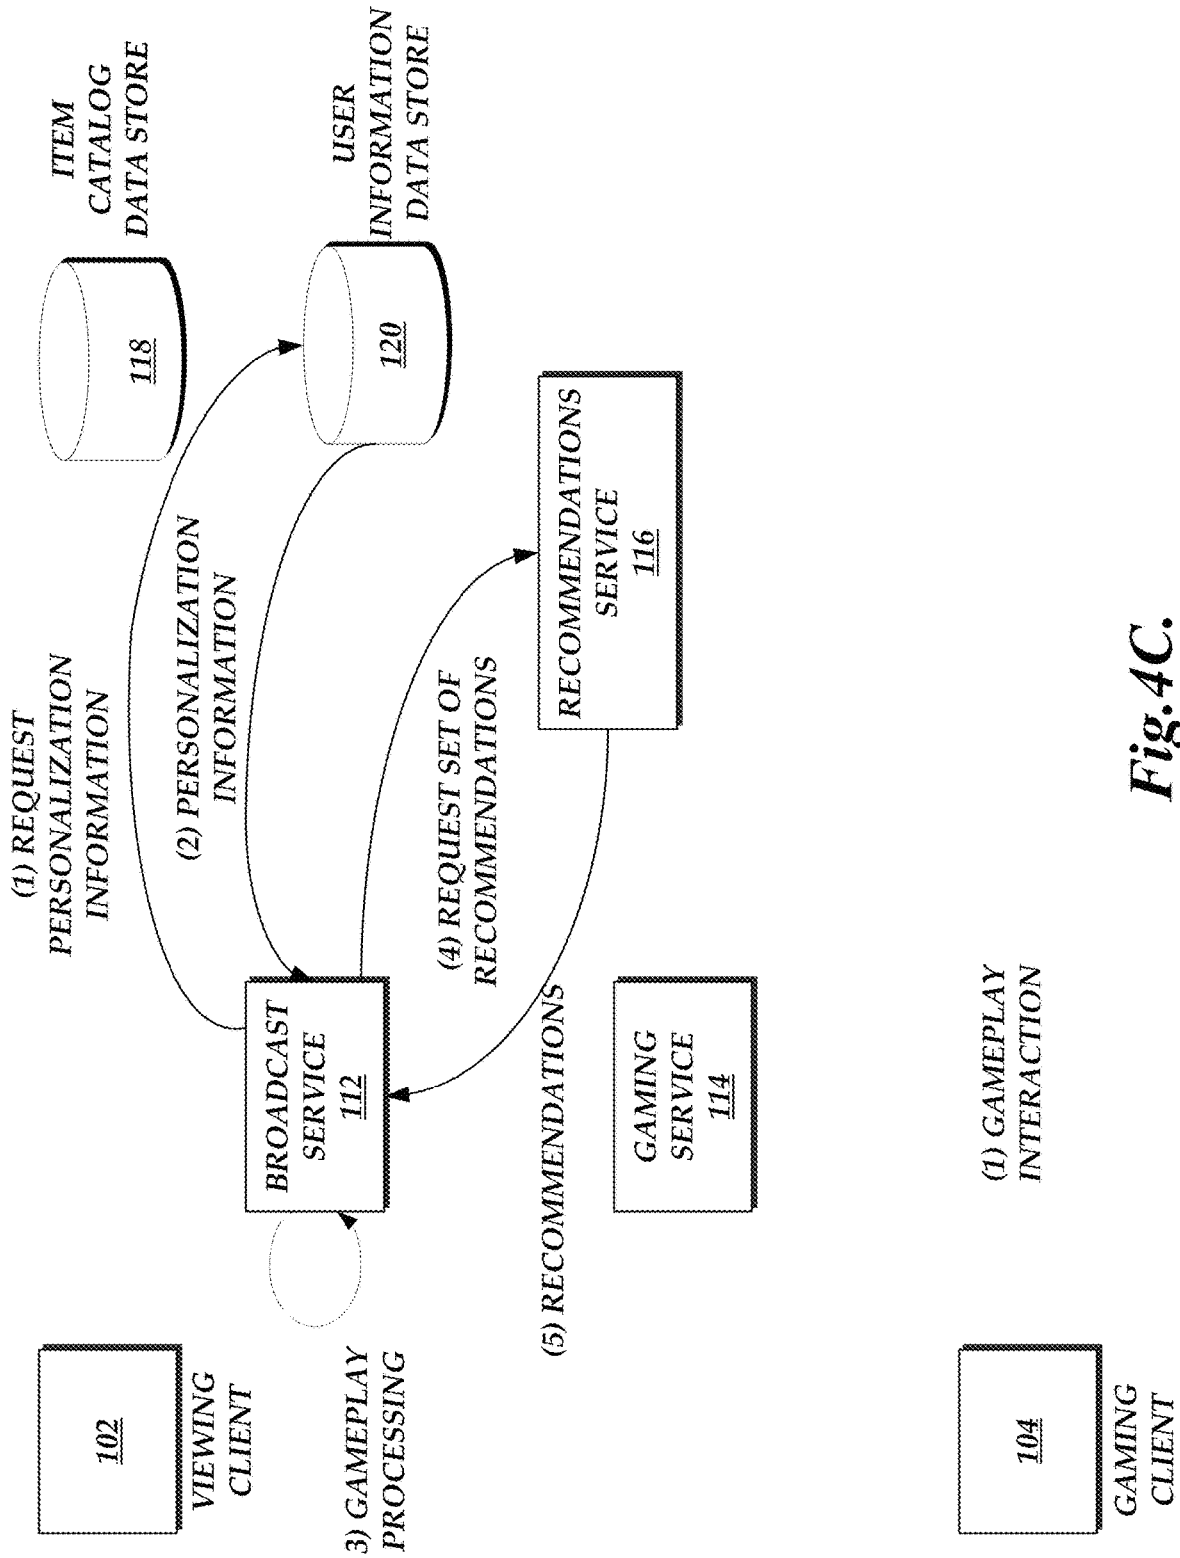 (1) REQUEST
PERSONALIZATION
INFORMATION
ITEM
CATALOG
DATA STORE
118
(2) PERSONALIZATION
INFORMATION
USER
INFORMATION
DATA STORE
120
102
VIEWING
CLIENT
BROADCAST
SERVICE
112
3) GAMEPLAY
PROCESSING
(4) REQUEST SET OF
RECOMMENDATIONS
RECOMMENDATIONS
SERVICE
116
(5) RECOMMENDATIONS
GAMING
SERVICE
114
(1) GAMEPLAY
INTERACTION
104
GAMING
CLIENT
Fig.4C.